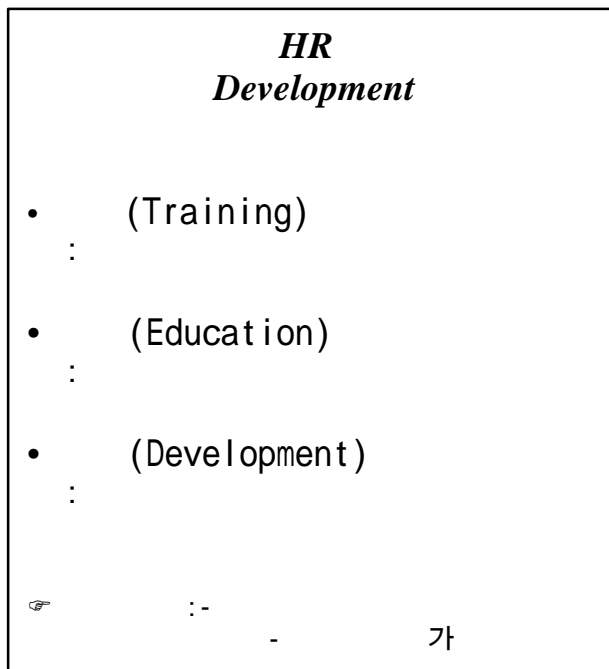 HR
Development
• (Training)
:
• (Education)
:
• (Development)
:
☞ :-
- 가